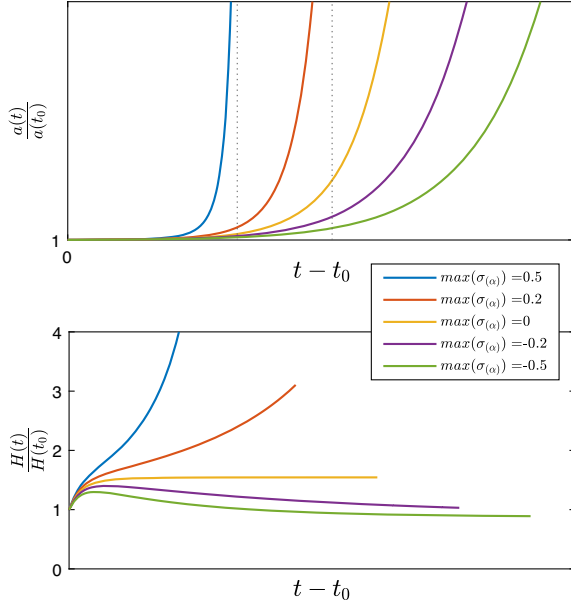 a(t)
a(t₀)
1
0
t − t₀
max(σ₍α₎) =0.5
max(σ₍α₎) =0.2
max(σ₍α₎) =0
max(σ₍α₎) =-0.2
max(σ₍α₎) =-0.5
4
3
2
1
0
H(t)
H(t₀)
t − t₀